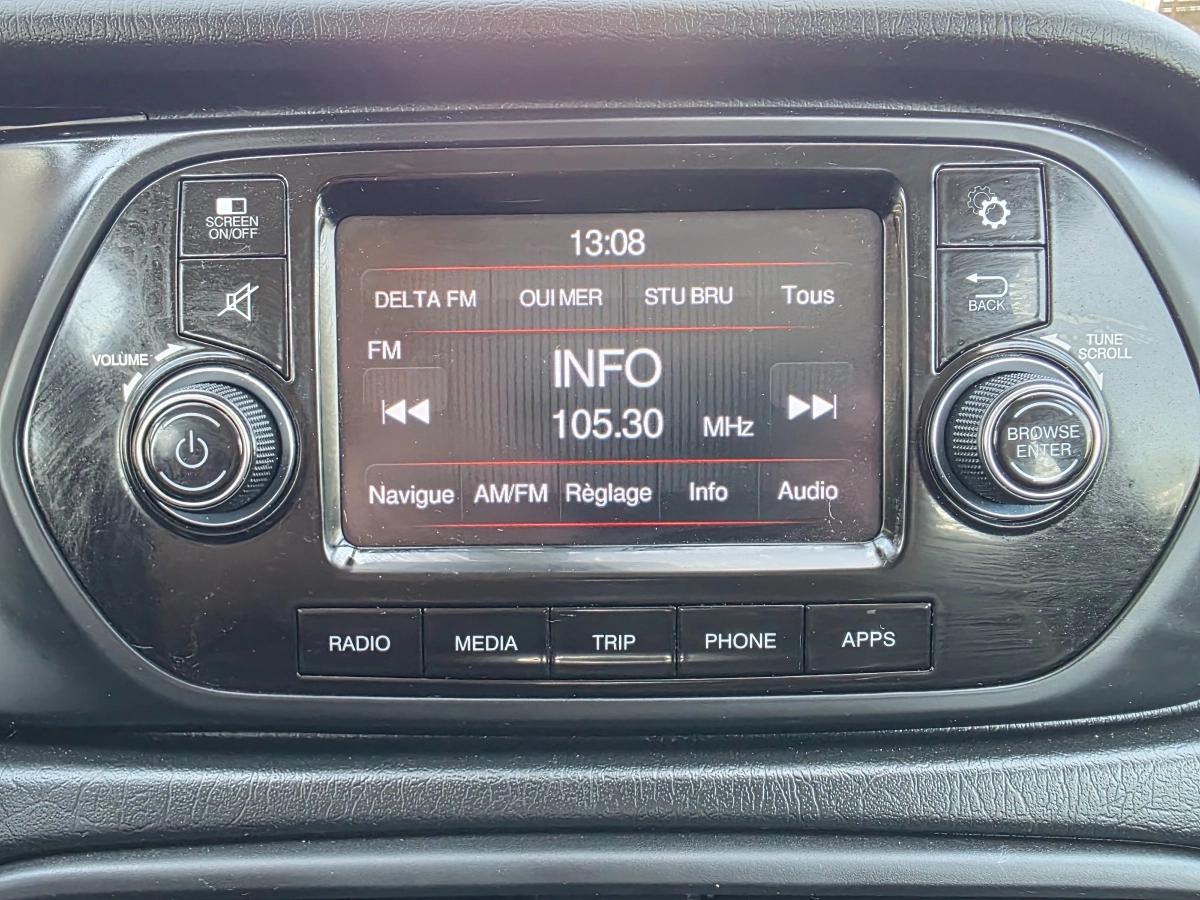 SCREEN
ON/OFF
13:08
DELTA FM OUI MER STU BRU Tous
BACK
FM
VOLUME
TUNE
SCROLL
INFO
105.30 MHz
BROWSE
ENTER
Navigue AM/FM Règlage Info Audio
RADIO MEDIA TRIP PHONE APPS